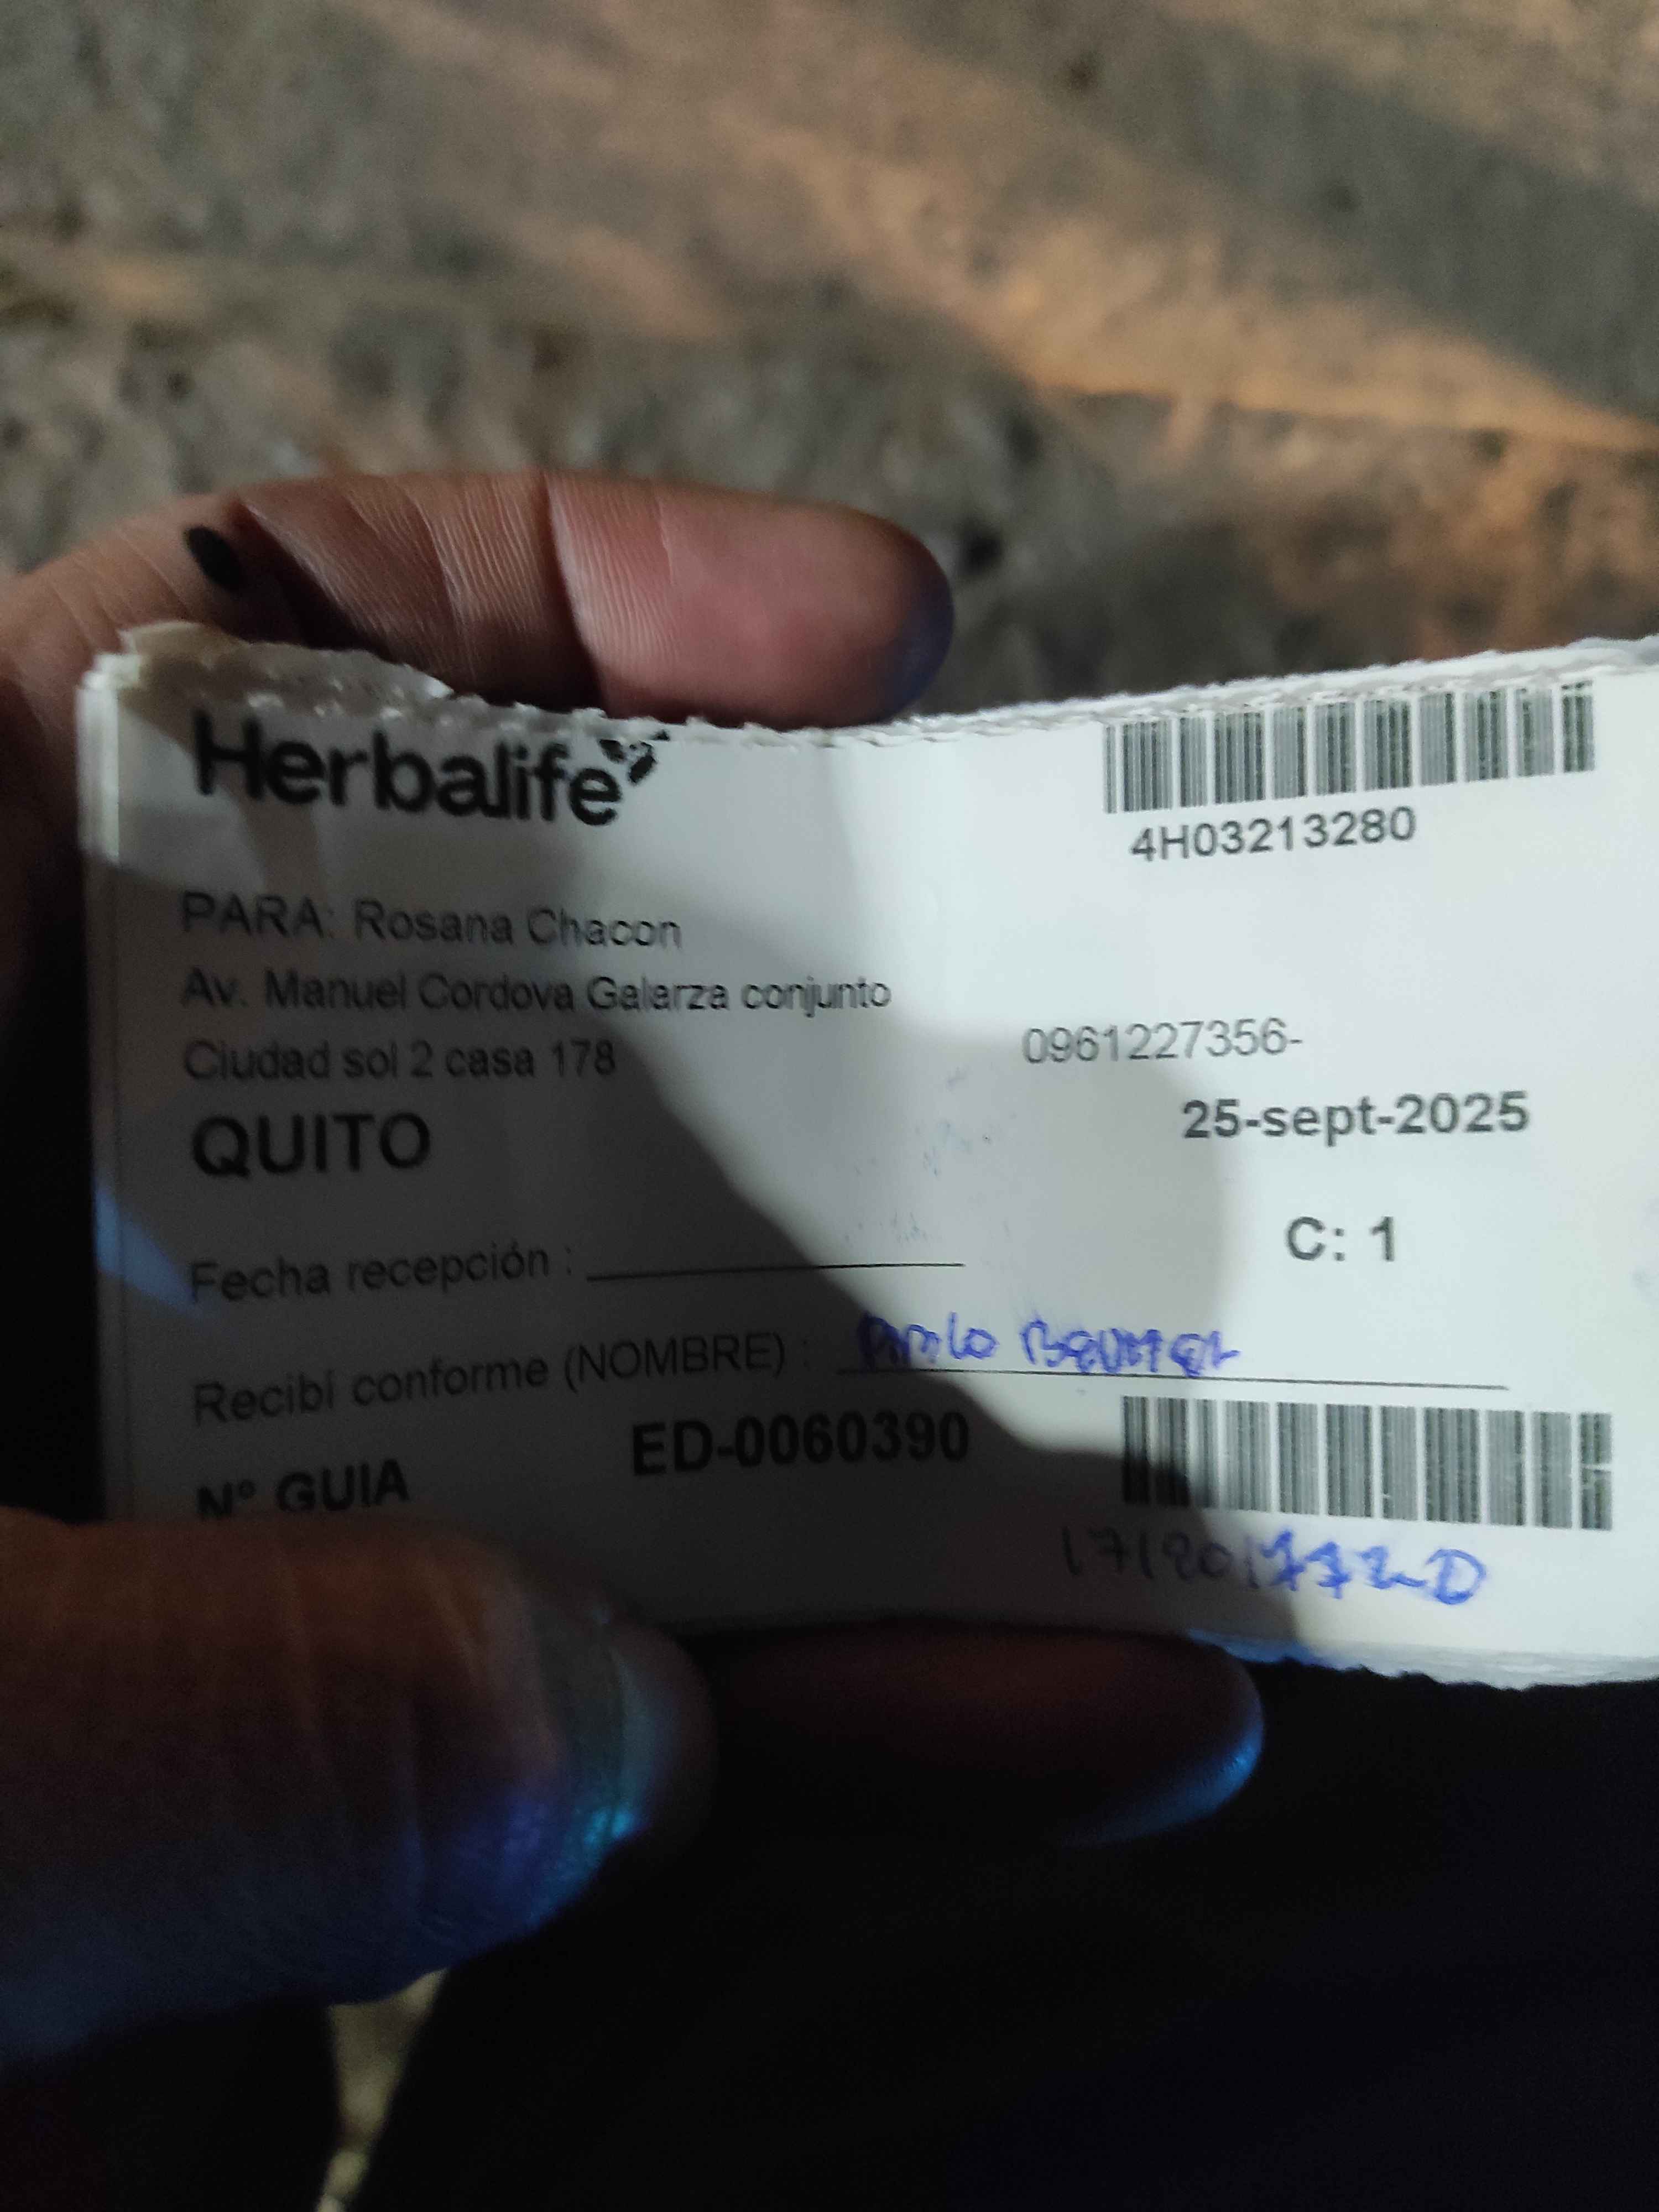 Herbalife
4H03213280
PARA: Rosana Chacon
Av. Manuel Cordova Galarza conjunto
Ciudad sol 2 casa 178
0961227356-
QUITO
25-sept-2025
C: 1
Fecha recepción :
Recibí conforme (NOMBRE) :
Nº GUIA
ED-0060390